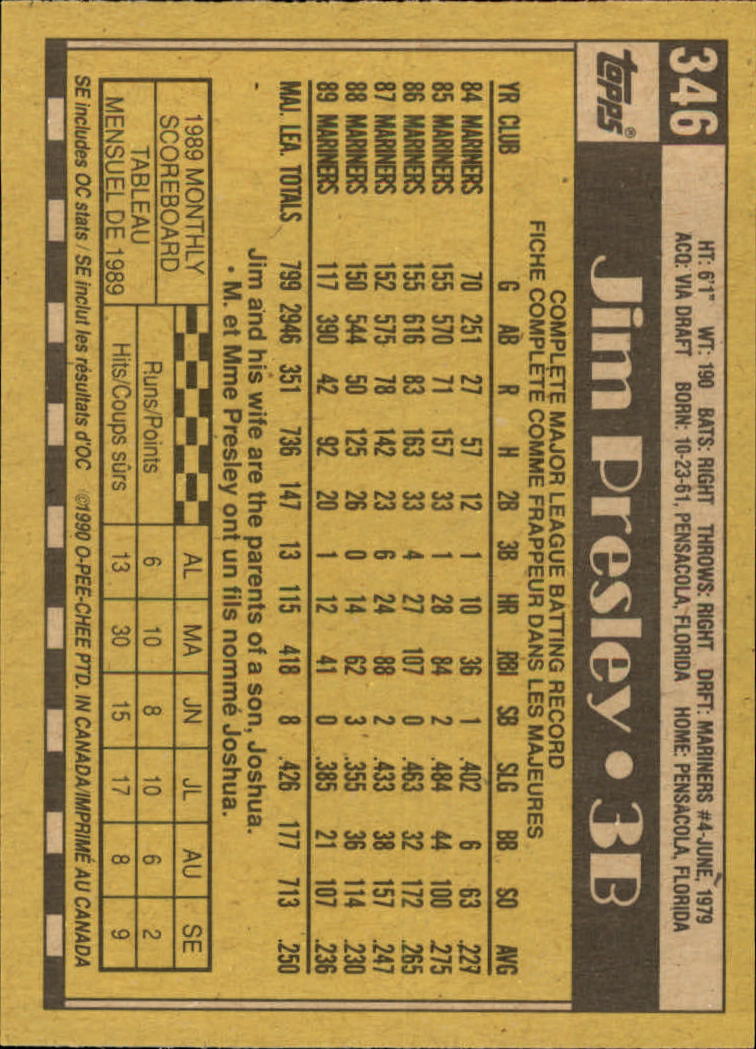 346
HT: 6'1" WT: 190 BATS: RIGHT THROWS: RIGHT DRFT: MARINERS #4-JUNE, 1979
ACQ: VIA DRAFT BORN: 10-23-61, PENSACOLA, FLORIDA HOME: PENSACOLA, FLORIDA
topps®
Jim Presley • 3B
COMPLETE MAJOR LEAGUE BATTING RECORD
FICHE COMPLÈTE COMME FRAPPEUR DANS LES MAJEURES
YR CLUB G AB R H 2B 3B HR RBI SB SLG BB SO AVG
84 MARINERS 70 251 27 57 12 1 10 36 1 .402 6 63 .227
85 MARINERS 155 570 71 157 33 1 28 84 2 .484 44 100 .275
86 MARINERS 155 616 83 163 33 4 27 107 0 .463 32 172 .265
87 MARINERS 152 575 78 142 23 6 24 88 2 .433 38 157 .247
88 MARINERS 150 544 50 125 26 0 14 62 3 .355 36 114 .230
89 MARINERS 117 390 42 92 20 1 12 41 0 .385 21 107 .236
MAJ. LEA. TOTALS 799 2946 351 736 147 13 115 418 8 .426 177 713 .250
Jim and his wife are the parents of a son, Joshua.
• M. et Mme Presley ont un fils nommé Joshua.
1989 MONTHLY
SCOREBOARD
TABLEAU
MENSUEL DE 1989
AL MA JN JL AU SE
Runs/Points 6 10 8 10 6 2
Hits/Coups sûrs 13 30 15 17 8 9
SE includes OC stats / SE inclut les résultats d'OC ©1990 O-PEE-CHEE PTD. IN CANADA/IMPRIMÉ AU CANADA